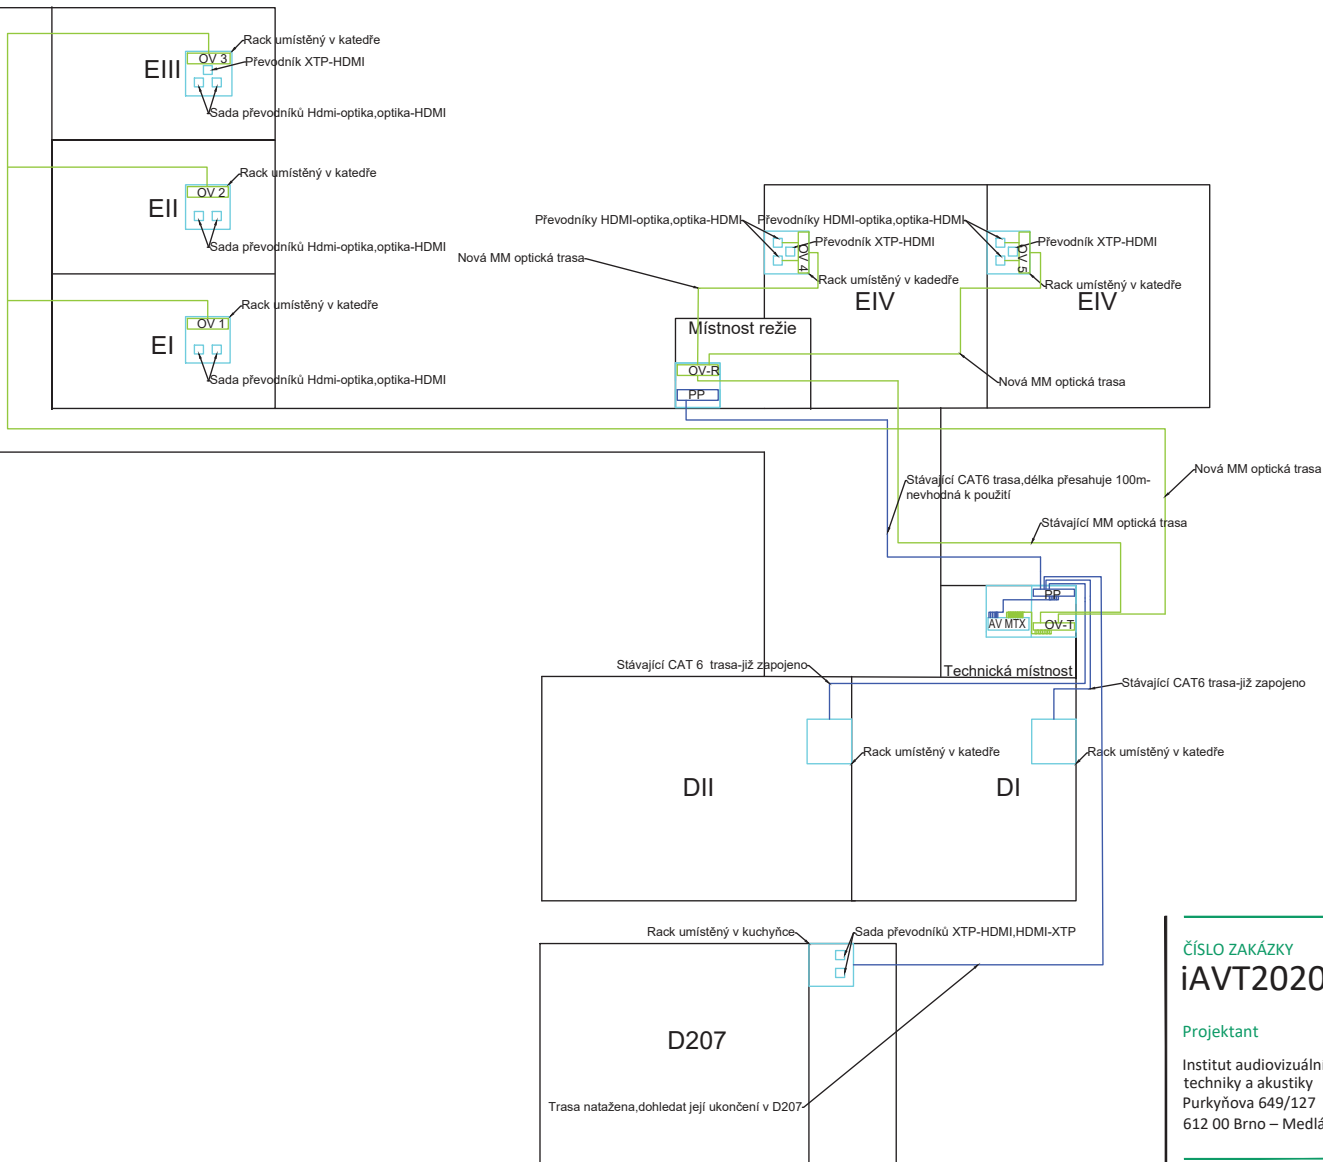 Rack umístěný v katedře
OV 3
Převodník XTP-HDMI
EIII
Sada převodníků Hdmi-optika,optika-HDMI
Rack umístěný v katedře
OV 2
EII
Sada převodníků Hdmi-optika,optika-HDMI
Rack umístěný v katedře
OV 1
EI
Sada převodníků Hdmi-optika,optika-HDMI
Převodníky HDMI-optika,optika-HDMI
Převodník XTP-HDMI
OV 4
Nová MM optická trasa
Rack umístěný v kadedře
EIV
Převodníky HDMI-optika,optika-HDMI
Převodník XTP-HDMI
OV 5
Rack umístěný v katedře
EIV
Místnost režie
OV-R
PP
Nová MM optická trasa
Nová MM optická trasa
Stávající CAT6 trasa,délka přesahuje 100m-
nevhodná k použití
Stávající MM optická trasa
PP
AV MTX
OV-T
Technická místnost
Stávající CAT 6 trasa-již zapojeno
Stávající CAT6 trasa-již zapojeno
Rack umístěný v katedře
Rack umístěný v katedře
DII
DI
Rack umístěný v kuchyňce
Sada převodníků XTP-HDMI,HDMI-XTP
D207
Trasa natažena,dohledat její ukončení v D207
ČÍSLO ZAKÁZKY
iAVT2020
Projektant
Institut audiovizuální
techniky a akustiky
Purkyňova 649/127
612 00 Brno – Medlá